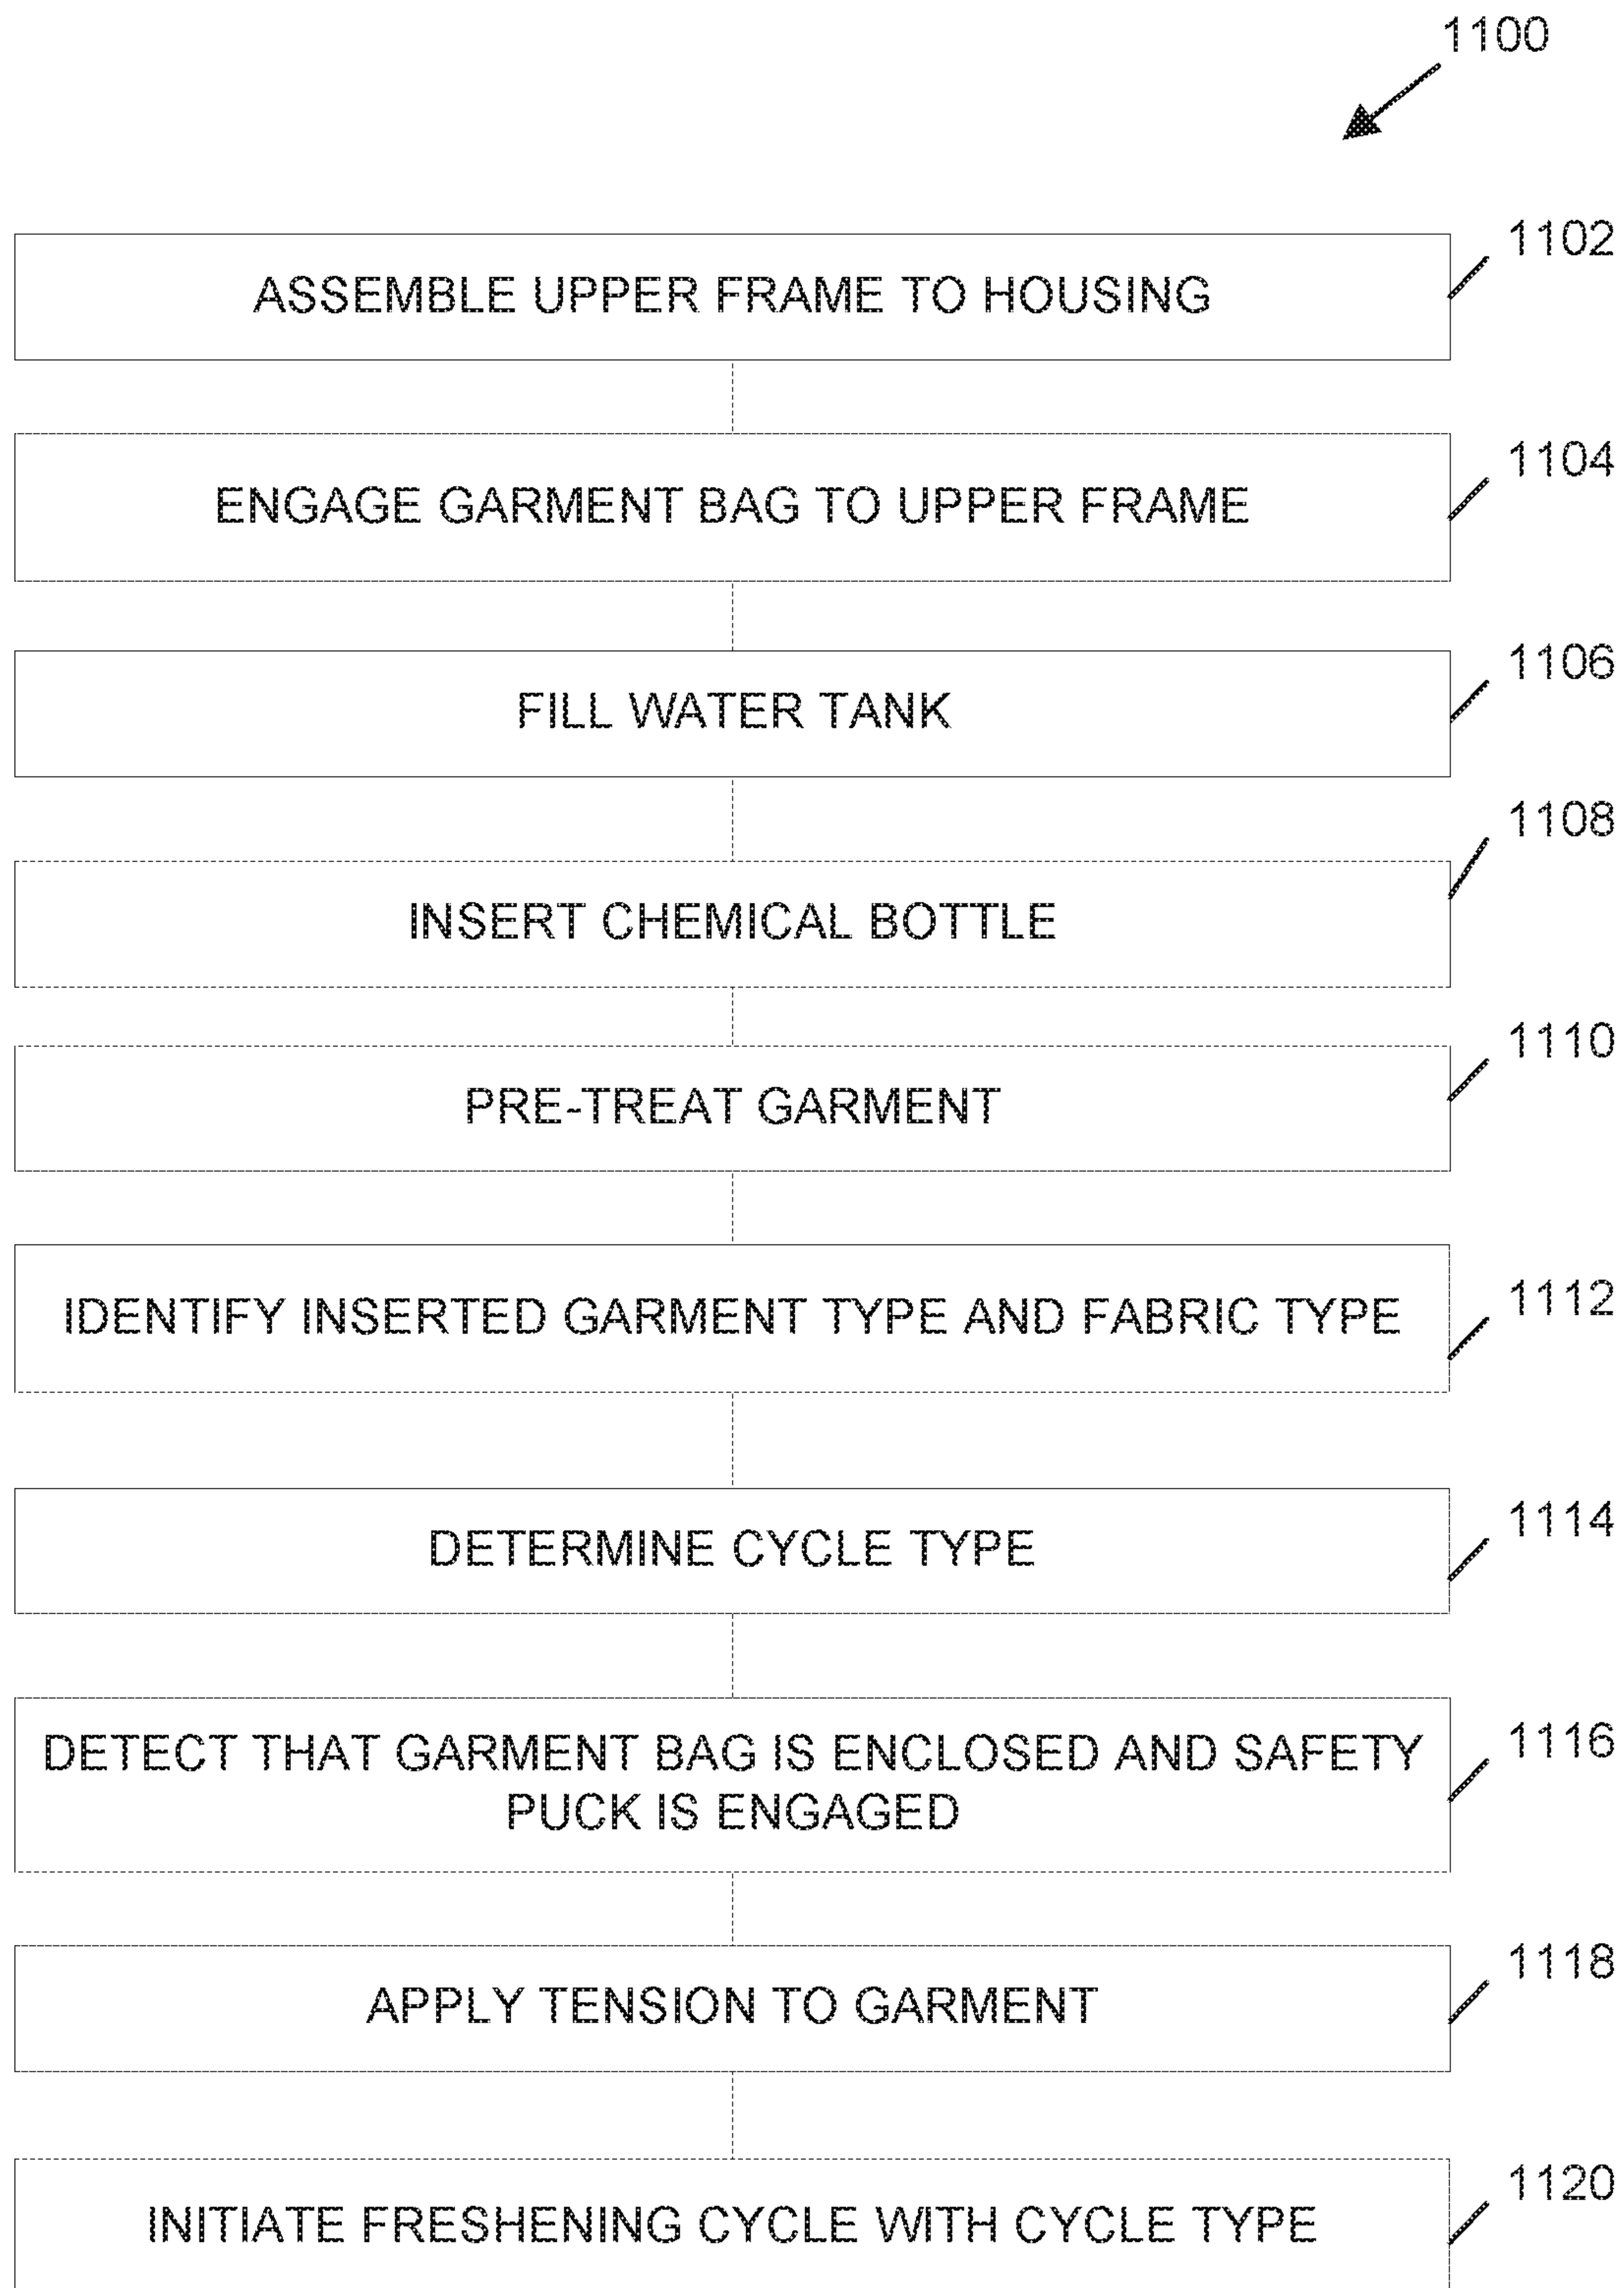 1100
ASSEMBLE UPPER FRAME TO HOUSING
1102
ENGAGE GARMENT BAG TO UPPER FRAME
1104
FILL WATER TANK
1106
INSERT CHEMICAL BOTTLE
1108
PRE-TREAT GARMENT
1110
IDENTIFY INSERTED GARMENT TYPE AND FABRIC TYPE
1112
DETERMINE CYCLE TYPE
1114
DETECT THAT GARMENT BAG IS ENCLOSED AND SAFETY
PUCK IS ENGAGED
1116
APPLY TENSION TO GARMENT
1118
INITIATE FRESHENING CYCLE WITH CYCLE TYPE
1120